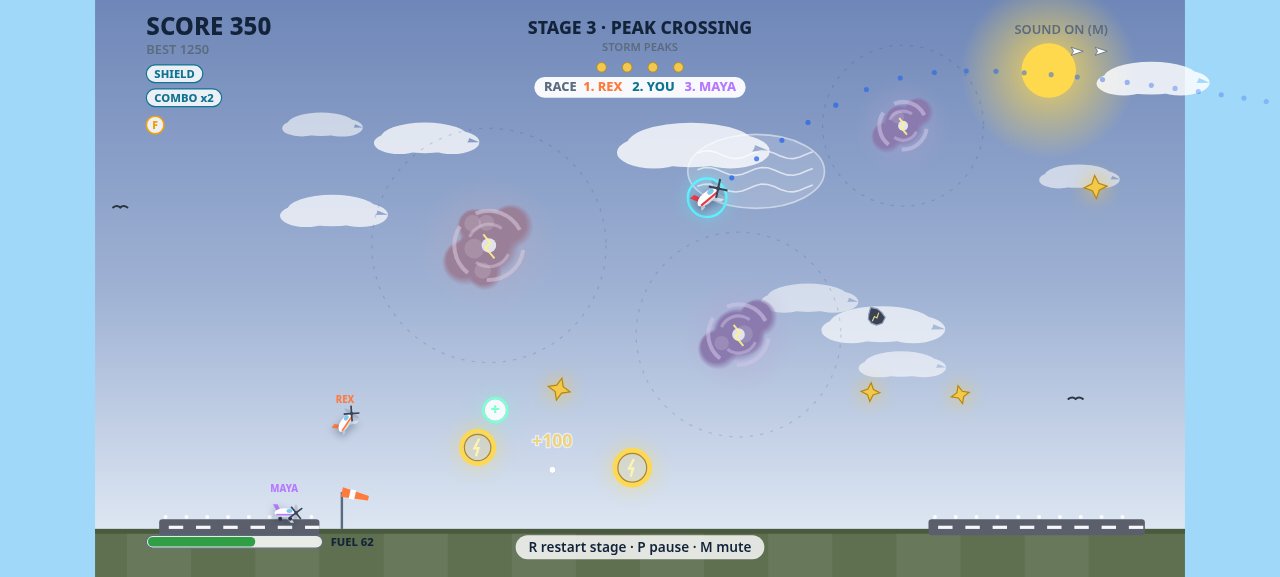 SCORE 350
BEST 1250
SHIELD
COMBO x2
F
STAGE 3 · PEAK CROSSING
STORM PEAKS
RACE 1. REX 2. YOU 3. MAYA
SOUND ON (M)
REX
+100
MAYA
FUEL 62
R restart stage · P pause · M mute